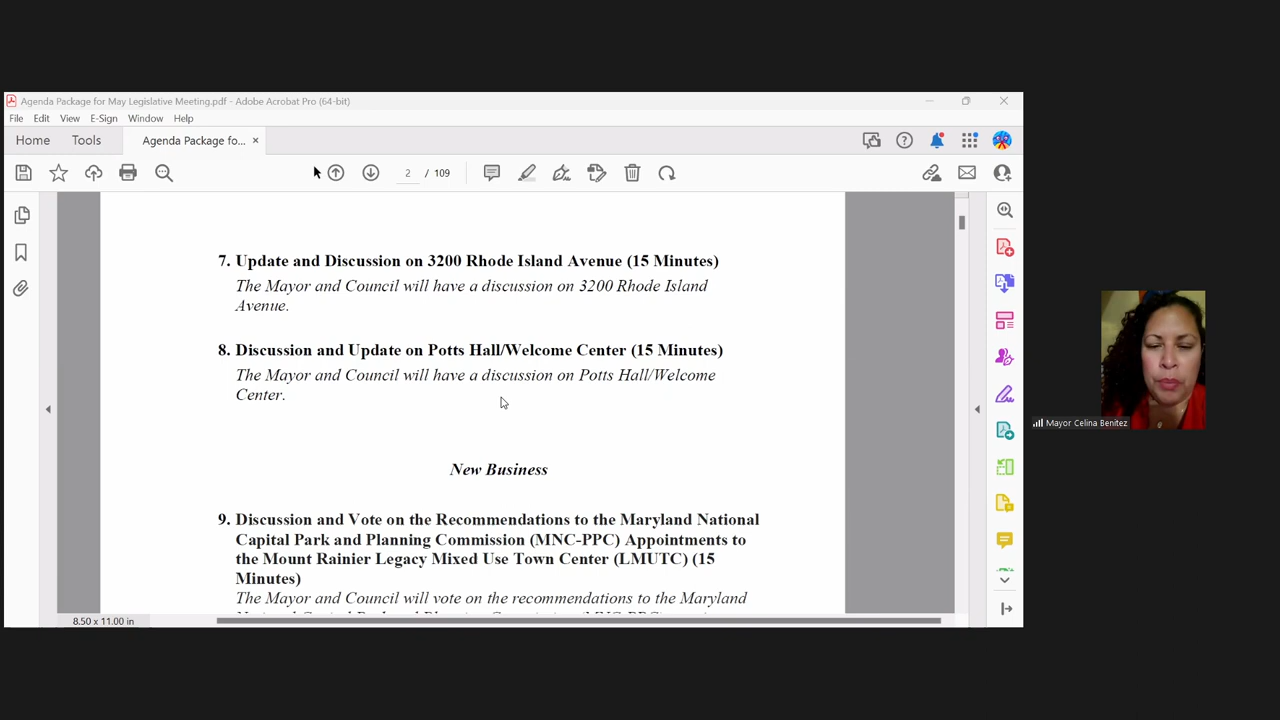 Agenda Package for May Legislative Meeting.pdf - Adobe Acrobat Pro (64-bit)
File Edit View E-Sign Window Help
Home Tools Agenda Package fo... ×
2 / 109
7. Update and Discussion on 3200 Rhode Island Avenue (15 Minutes)
The Mayor and Council will have a discussion on 3200 Rhode Island
Avenue.
8. Discussion and Update on Potts Hall/Welcome Center (15 Minutes)
The Mayor and Council will have a discussion on Potts Hall/Welcome
Center.
New Business
9. Discussion and Vote on the Recommendations to the Maryland National
Capital Park and Planning Commission (MNC-PPC) Appointments to
the Mount Rainier Legacy Mixed Use Town Center (LMUTC) (15
Minutes)
The Mayor and Council will vote on the recommendations to the Maryland
8.50 x 11.00 in
Mayor Celina Benitez